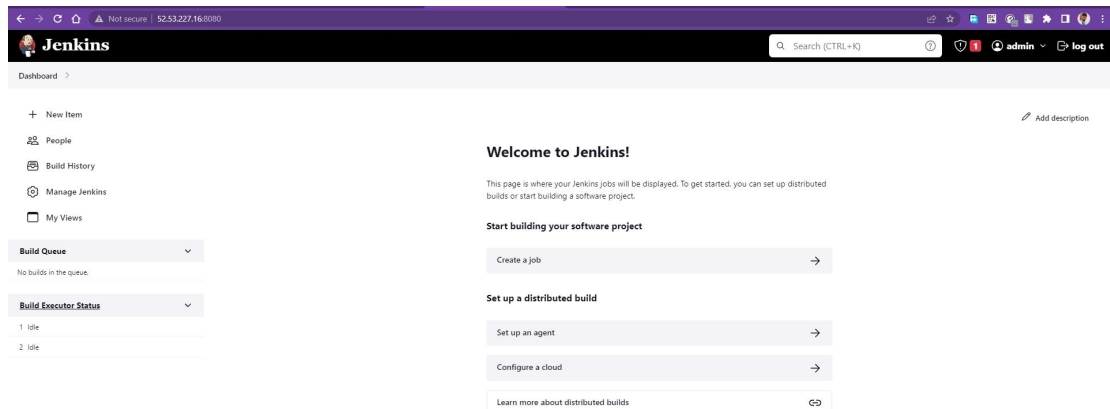 Not secure | 52.53.227.16:8080
Jenkins
Search (CTRL+K)
1
admin
log out
Dashboard
New Item
Add description
People
Build History
Manage Jenkins
My Views
Welcome to Jenkins!
This page is where your Jenkins jobs will be displayed. To get started, you can set up distributed
builds or start building a software project.
Start building your software project
Create a job
Set up a distributed build
Set up an agent
Configure a cloud
Learn more about distributed builds
Build Queue
No builds in the queue.
Build Executor Status
1 Idle
2 Idle